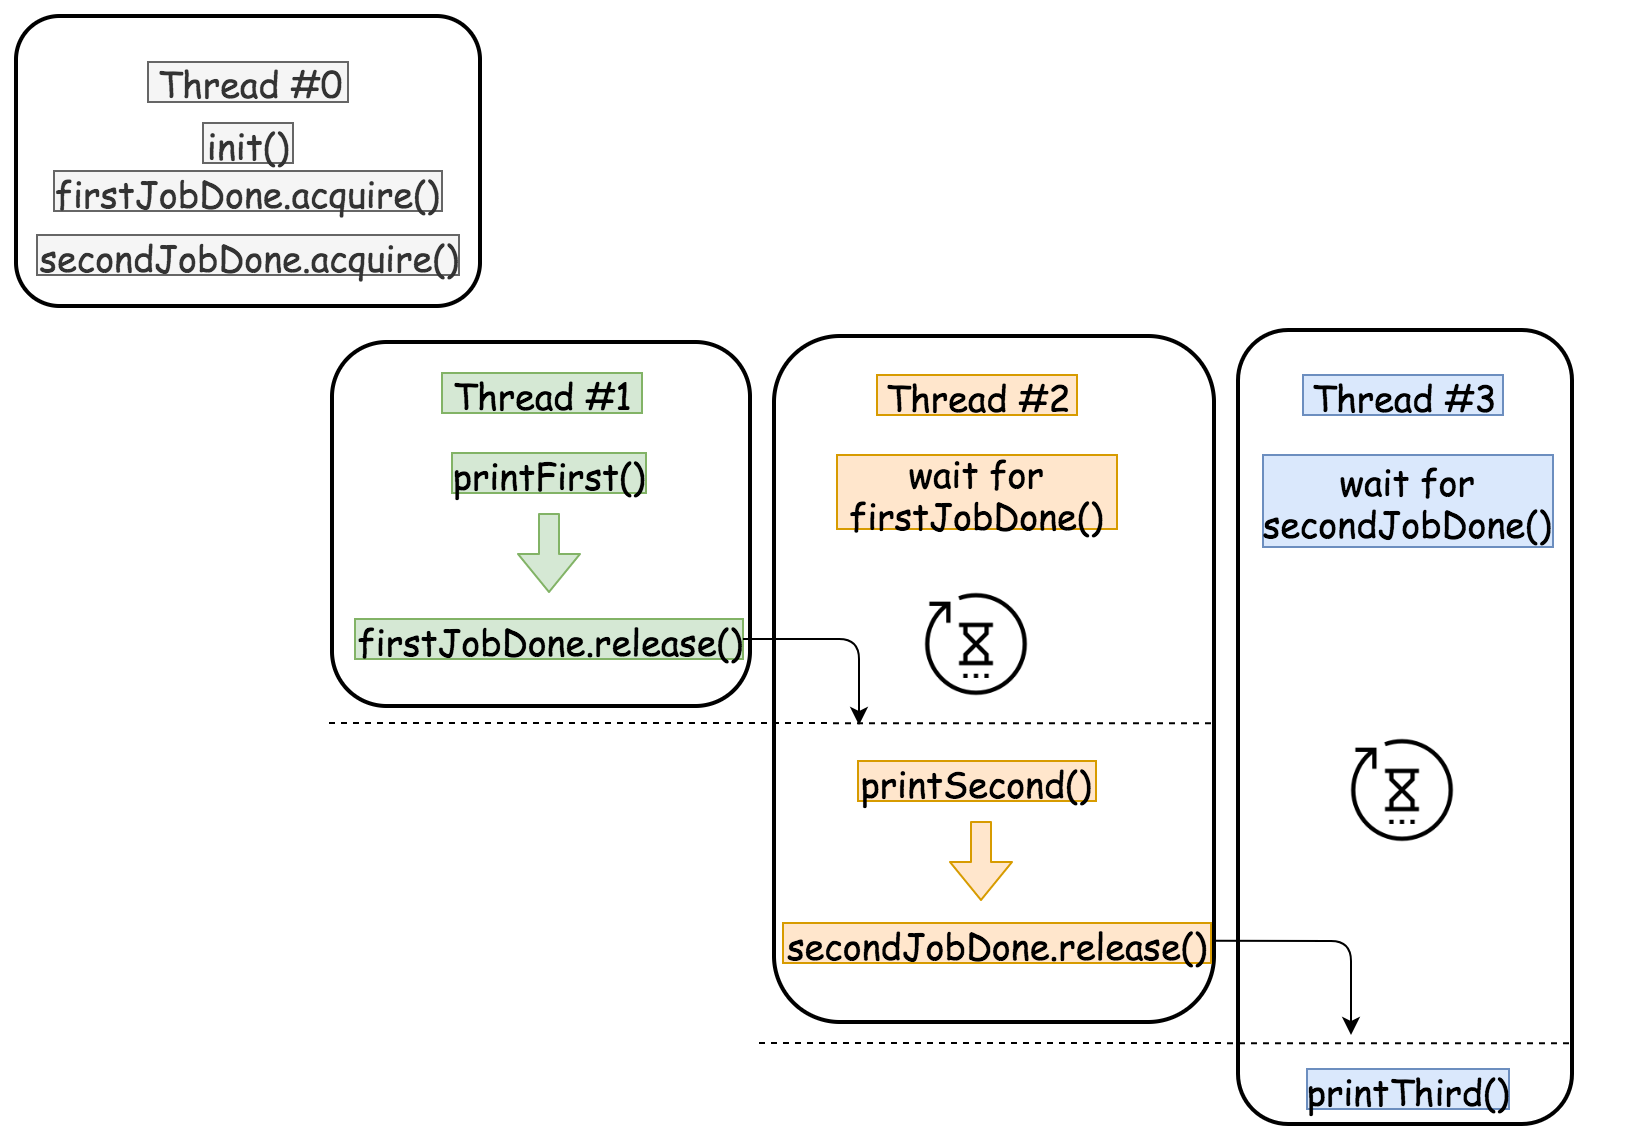 Thread #0
init()
firstJobDone.acquire()
secondJobDone.acquire()
Thread #1
printFirst()
firstJobDone.release()
Thread #2
wait for
firstJobDone()
printSecond()
secondJobDone.release()
Thread #3
wait for
secondJobDone()
printThird()